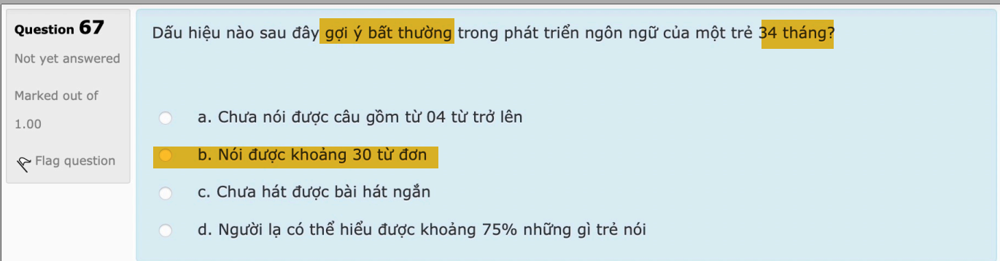 Question 67
Not yet answered
Marked out of
1.00
Flag question
Dấu hiệu nào sau đây gợi ý bất thường trong phát triển ngôn ngữ của một trẻ 34 tháng?
a. Chưa nói được câu gồm từ 04 từ trở lên
b. Nói được khoảng 30 từ đơn
c. Chưa hát được bài hát ngắn
d. Người lạ có thể hiểu được khoảng 75% những gì trẻ nói